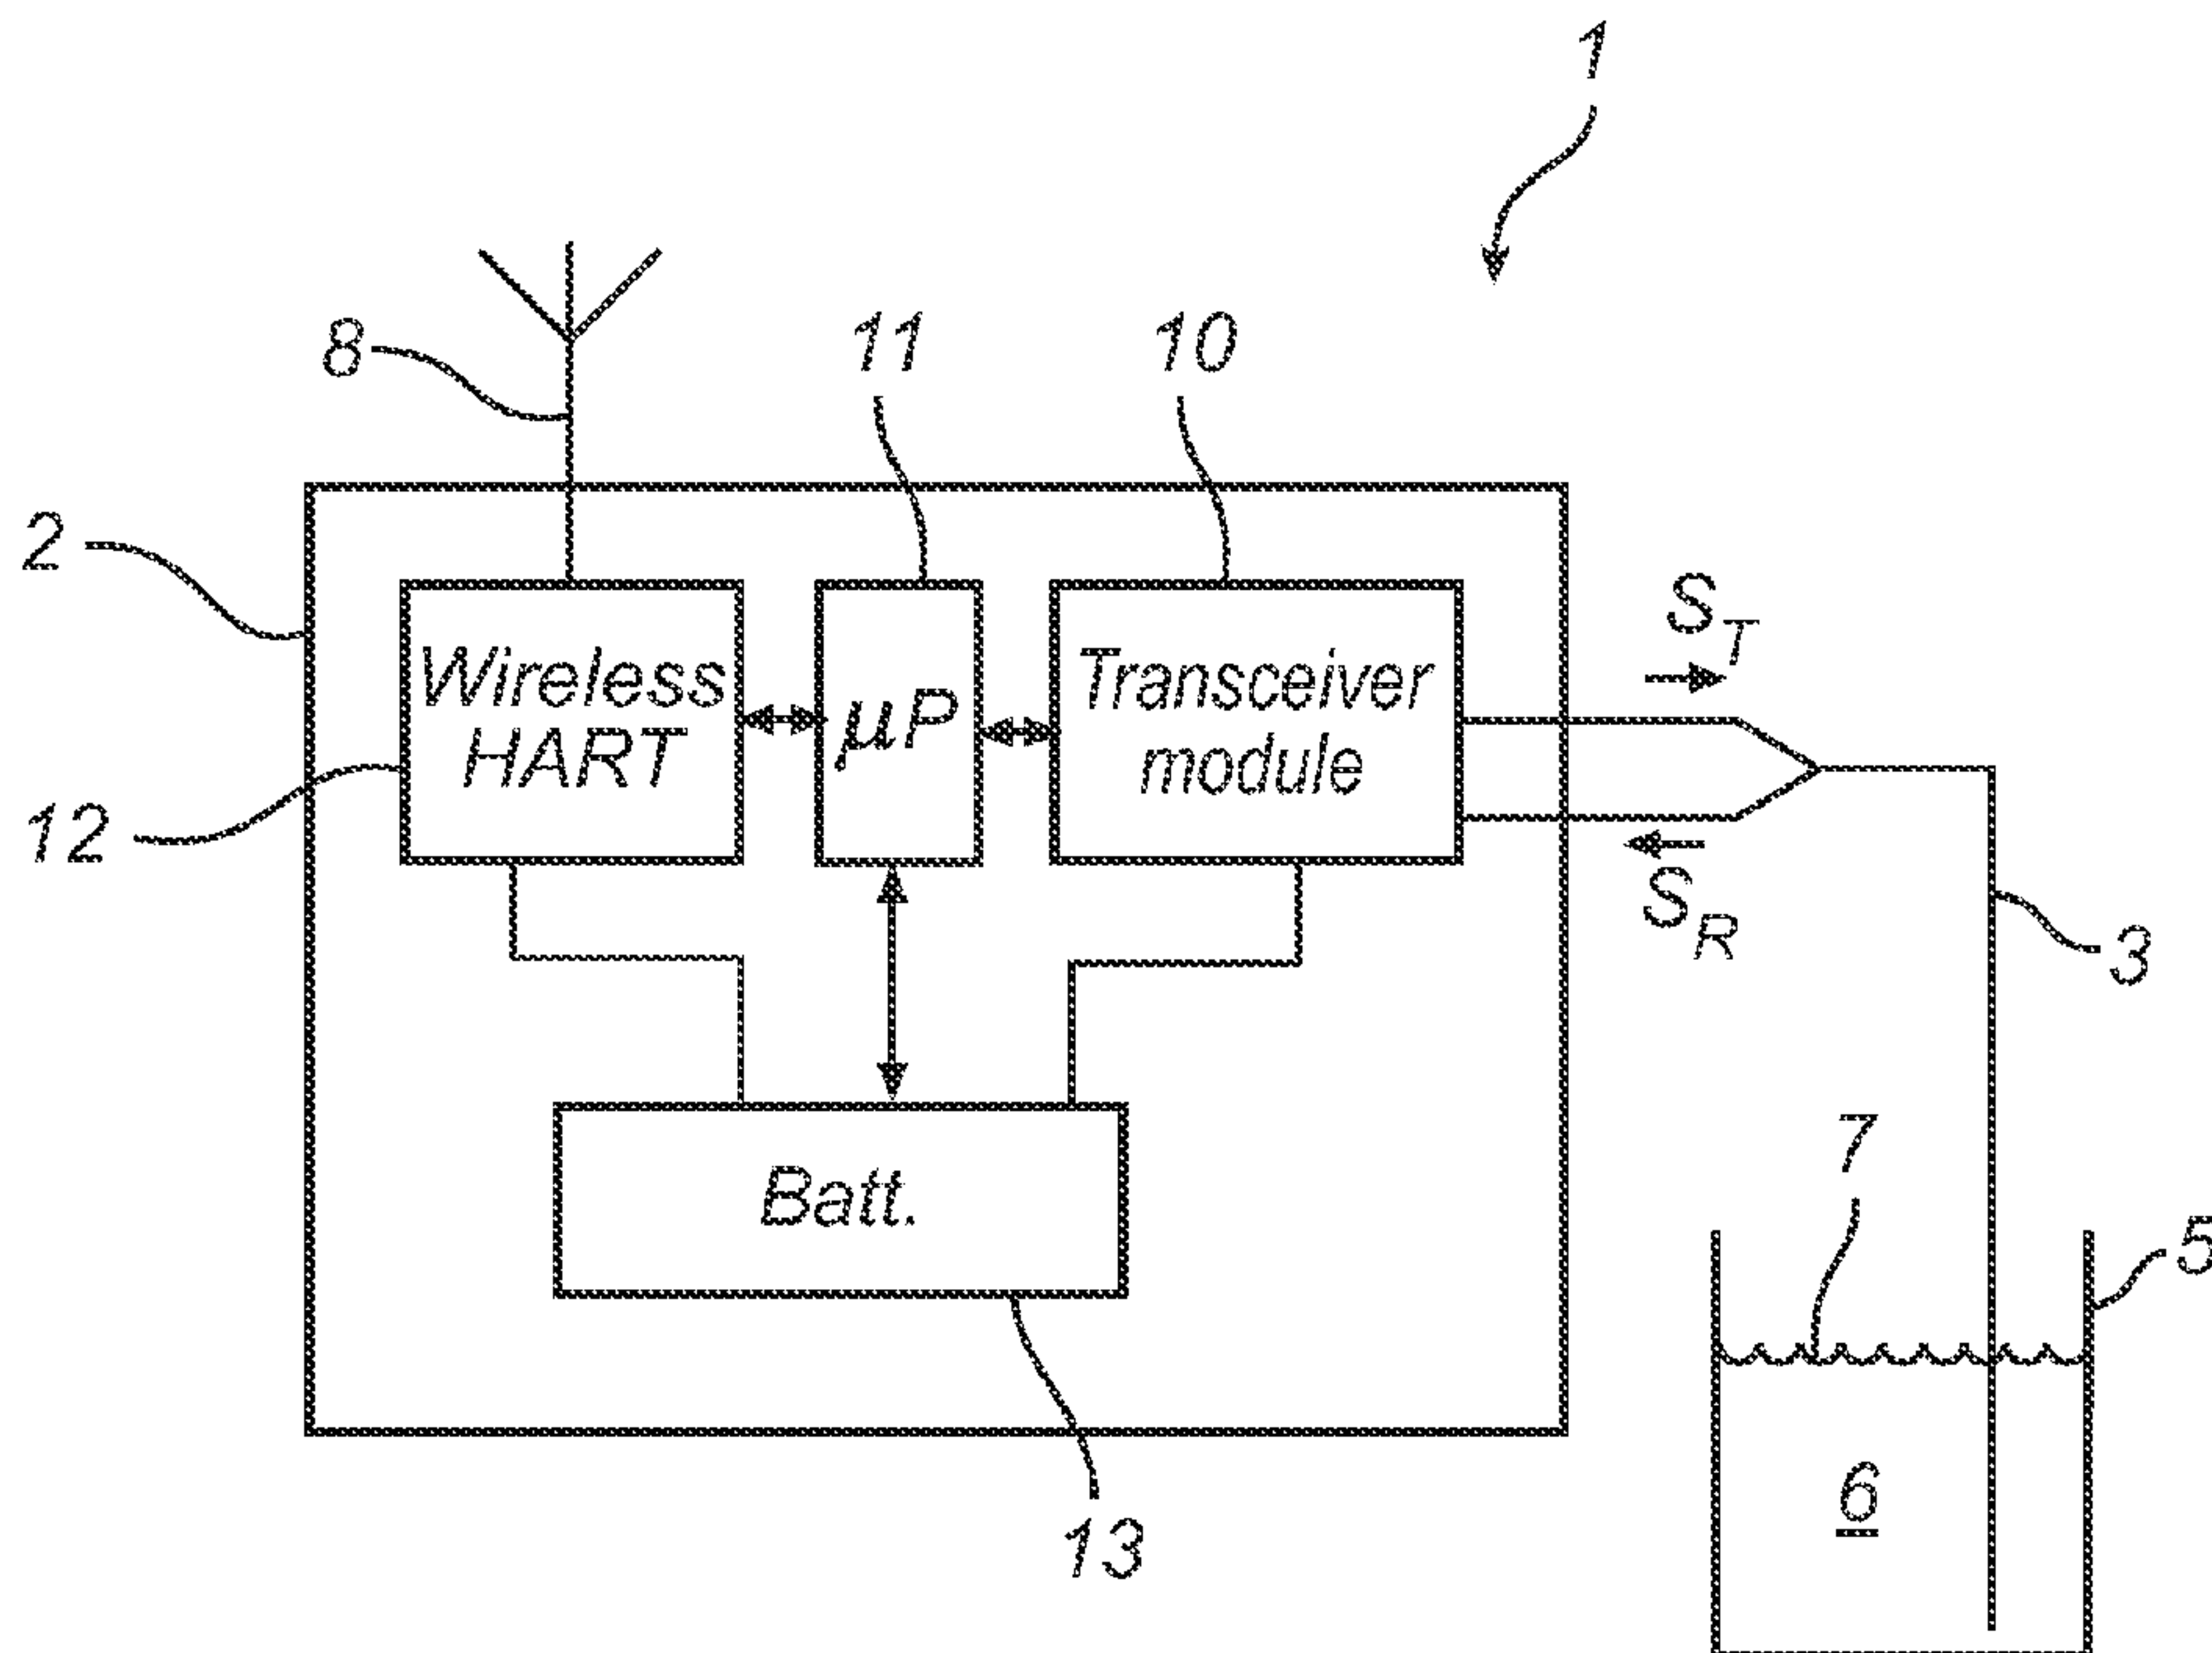 1
8
11
10
2
Wireless
HART
μP
Transceiver
module
S_T
12
S_R
3
7
Batt.
5
6
13